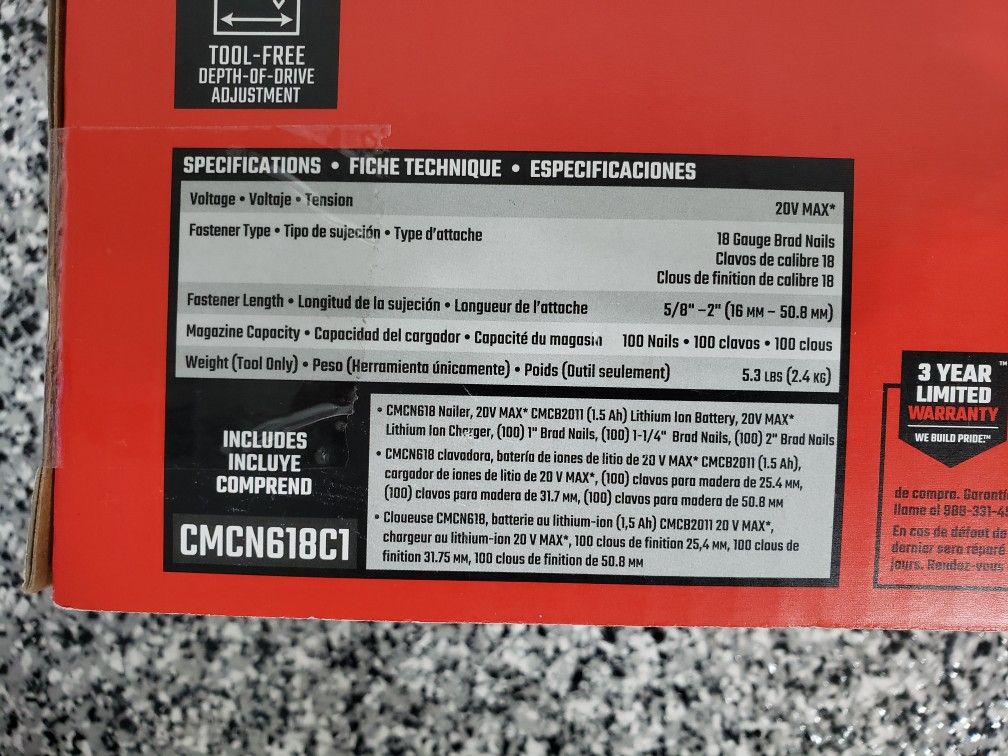 TOOL-FREE
DEPTH-OF-DRIVE
ADJUSTMENT
SPECIFICATIONS • FICHE TECHNIQUE • ESPECIFICACIONES
Voltage • Voltaje • Tension 20V MAX*
Fastener Type • Tipo de sujeción • Type d'attache 18 Gauge Brad Nails
Clavos de calibre 18
Clous de finition de calibre 18
Fastener Length • Longitud de la sujeción • Longueur de l'attache 5/8" –2" (16 MM – 50.8 MM)
Magazine Capacity • Capacidad del cargador • Capacité du magasin 100 Nails • 100 clavos • 100 clous
Weight (Tool Only) • Peso (Herramienta únicamente) • Poids (Outil seulement) 5.3 LBS (2.4 KG)
INCLUDES
INCLUYE
COMPREND
CMCN618C1
• CMCN618 Nailer, 20V MAX* CMCB2011 (1.5 Ah) Lithium Ion Battery, 20V MAX*
Lithium Ion Charger, (100) 1" Brad Nails, (100) 1-1/4" Brad Nails, (100) 2" Brad Nails
• CMCN618 clavadora, batería de iones de litio de 20 V MAX* CMCB2011 (1.5 Ah),
cargador de iones de litio de 20 V MAX*, (100) clavos para madera de 25.4 MM,
(100) clavos para madera de 31.7 MM, (100) clavos para madera de 50.8 MM
• Cloueuse CMCN618, batterie au lithium-ion (1,5 Ah) CMCB2011 20 V MAX*,
chargeur au lithium-ion 20 V MAX*, 100 clous de finition 25,4 MM, 100 clous de
finition 31.75 MM, 100 clous de finition de 50.8 MM
3 YEAR
LIMITED
WARRANTY
WE BUILD PRIDE™
de compra. Garantí
llame al 988-331-45
En cas de défaut de
dernier sera réparé
jours. Rendez-vous